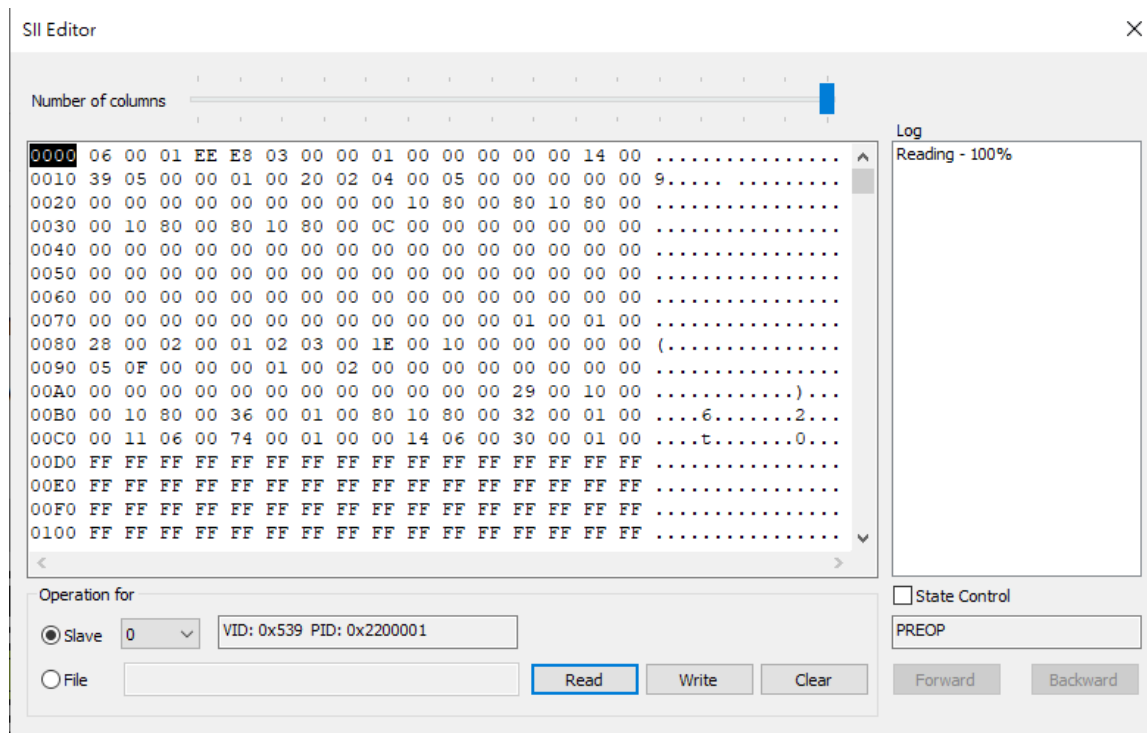 SII Editor
Number of columns
0000 06 00 01 EE E8 03 00 00 01 00 00 00 00 00 14 00 ................
0010 39 05 00 00 01 00 20 02 04 00 05 00 00 00 00 00 9..... .........
0020 00 00 00 00 00 00 00 00 00 10 80 00 80 10 80 00 ................
0030 00 10 80 00 80 10 80 00 0C 00 00 00 00 00 00 00 ................
0040 00 00 00 00 00 00 00 00 00 00 00 00 00 00 00 00 ................
0050 00 00 00 00 00 00 00 00 00 00 00 00 00 00 00 00 ................
0060 00 00 00 00 00 00 00 00 00 00 00 00 00 00 00 00 ................
0070 00 00 00 00 00 00 00 00 00 00 00 00 01 00 01 00 ................
0080 28 00 02 00 01 02 03 00 1E 00 10 00 00 00 00 00 (...............
0090 05 0F 00 00 00 01 00 02 00 00 00 00 00 00 00 00 ................
00A0 00 00 00 00 00 00 00 00 00 00 00 00 29 00 10 00 ............)...
00B0 00 10 80 00 36 00 01 00 80 10 80 00 32 00 01 00 ....6.......2...
00C0 00 11 06 00 74 00 01 00 00 14 06 00 30 00 01 00 ....t.......0...
00D0 FF FF FF FF FF FF FF FF FF FF FF FF FF FF FF FF ................
00E0 FF FF FF FF FF FF FF FF FF FF FF FF FF FF FF FF ................
00F0 FF FF FF FF FF FF FF FF FF FF FF FF FF FF FF FF ................
0100 FF FF FF FF FF FF FF FF FF FF FF FF FF FF FF FF ................
Log
Reading - 100%
Operation for
Slave 0 VID: 0x539 PID: 0x2200001
File Read Write Clear
State Control
PREOP
Forward Backward